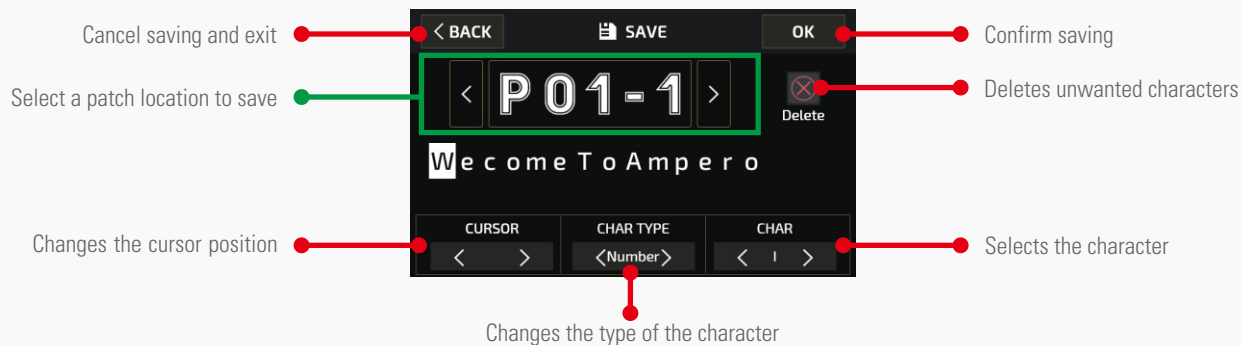 Cancel saving and exit
< BACK
SAVE
OK
Confirm saving
Select a patch location to save
< P01-1 >
Delete
Deletes unwanted characters
WecomeToAmpero
Changes the cursor position
CURSOR
< >
CHAR TYPE
<Number>
CHAR
< I >
Selects the character
Changes the type of the character